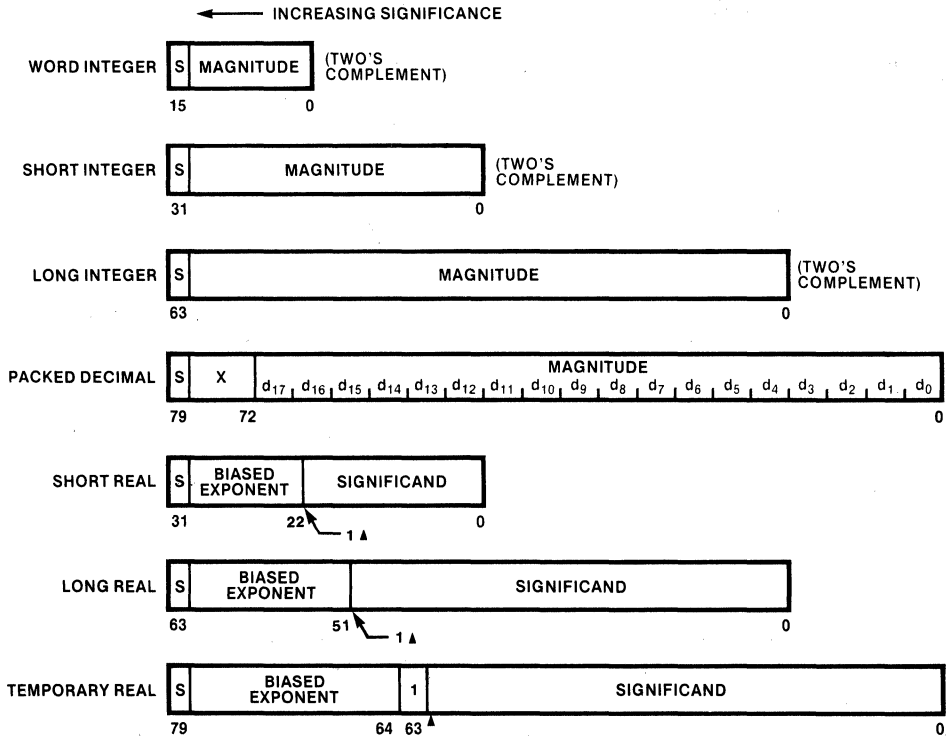 INCREASING SIGNIFICANCE
WORD INTEGER S MAGNITUDE (TWO'S
COMPLEMENT)
15 0
SHORT INTEGER S MAGNITUDE (TWO'S
COMPLEMENT)
31 0
LONG INTEGER S MAGNITUDE (TWO'S
COMPLEMENT)
63 0
PACKED DECIMAL S X MAGNITUDE
d17 d16 d15 d14 d13 d12 d11 d10 d9 d8 d7 d6 d5 d4 d3 d2 d1 d0
79 72 0
SHORT REAL S BIASED
EXPONENT SIGNIFICAND
31 22 0
1 ▲
LONG REAL S BIASED
EXPONENT SIGNIFICAND
63 51 0
1 ▲
TEMPORARY REAL S BIASED
EXPONENT 1 SIGNIFICAND
79 64 63 ▲ 0